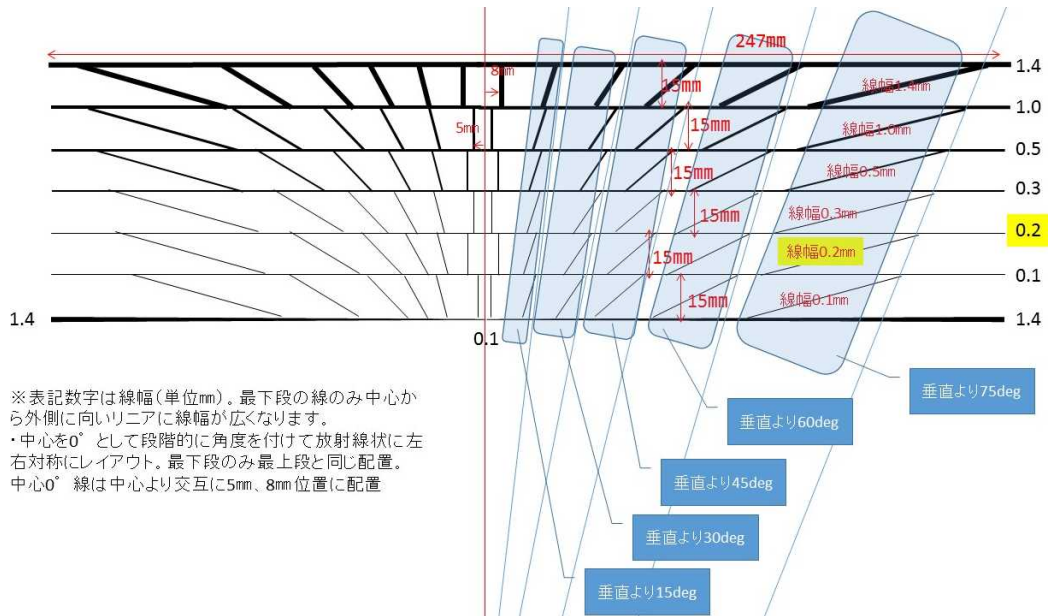 247mm
1.4
8mm
15mm
線幅1.4mm
1.0
5mm
15mm
線幅1.0mm
0.5
15mm
線幅0.5mm
0.3
15mm
線幅0.3mm
0.2
15mm
線幅0.2mm
0.1
15mm
線幅0.1mm
1.4
1.4
0.1
※表記数字は線幅(単位mm)。最下段の線のみ中心か
ら外側に向いリニアに線幅が広くなります。
・中心を0°として段階的に角度を付けて放射線状に左
右対称にレイアウト。最下段のみ最上段と同じ配置。
中心0°線は中心より交互に5mm、8mm位置に配置
垂直より75deg
垂直より60deg
垂直より45deg
垂直より30deg
垂直より15deg